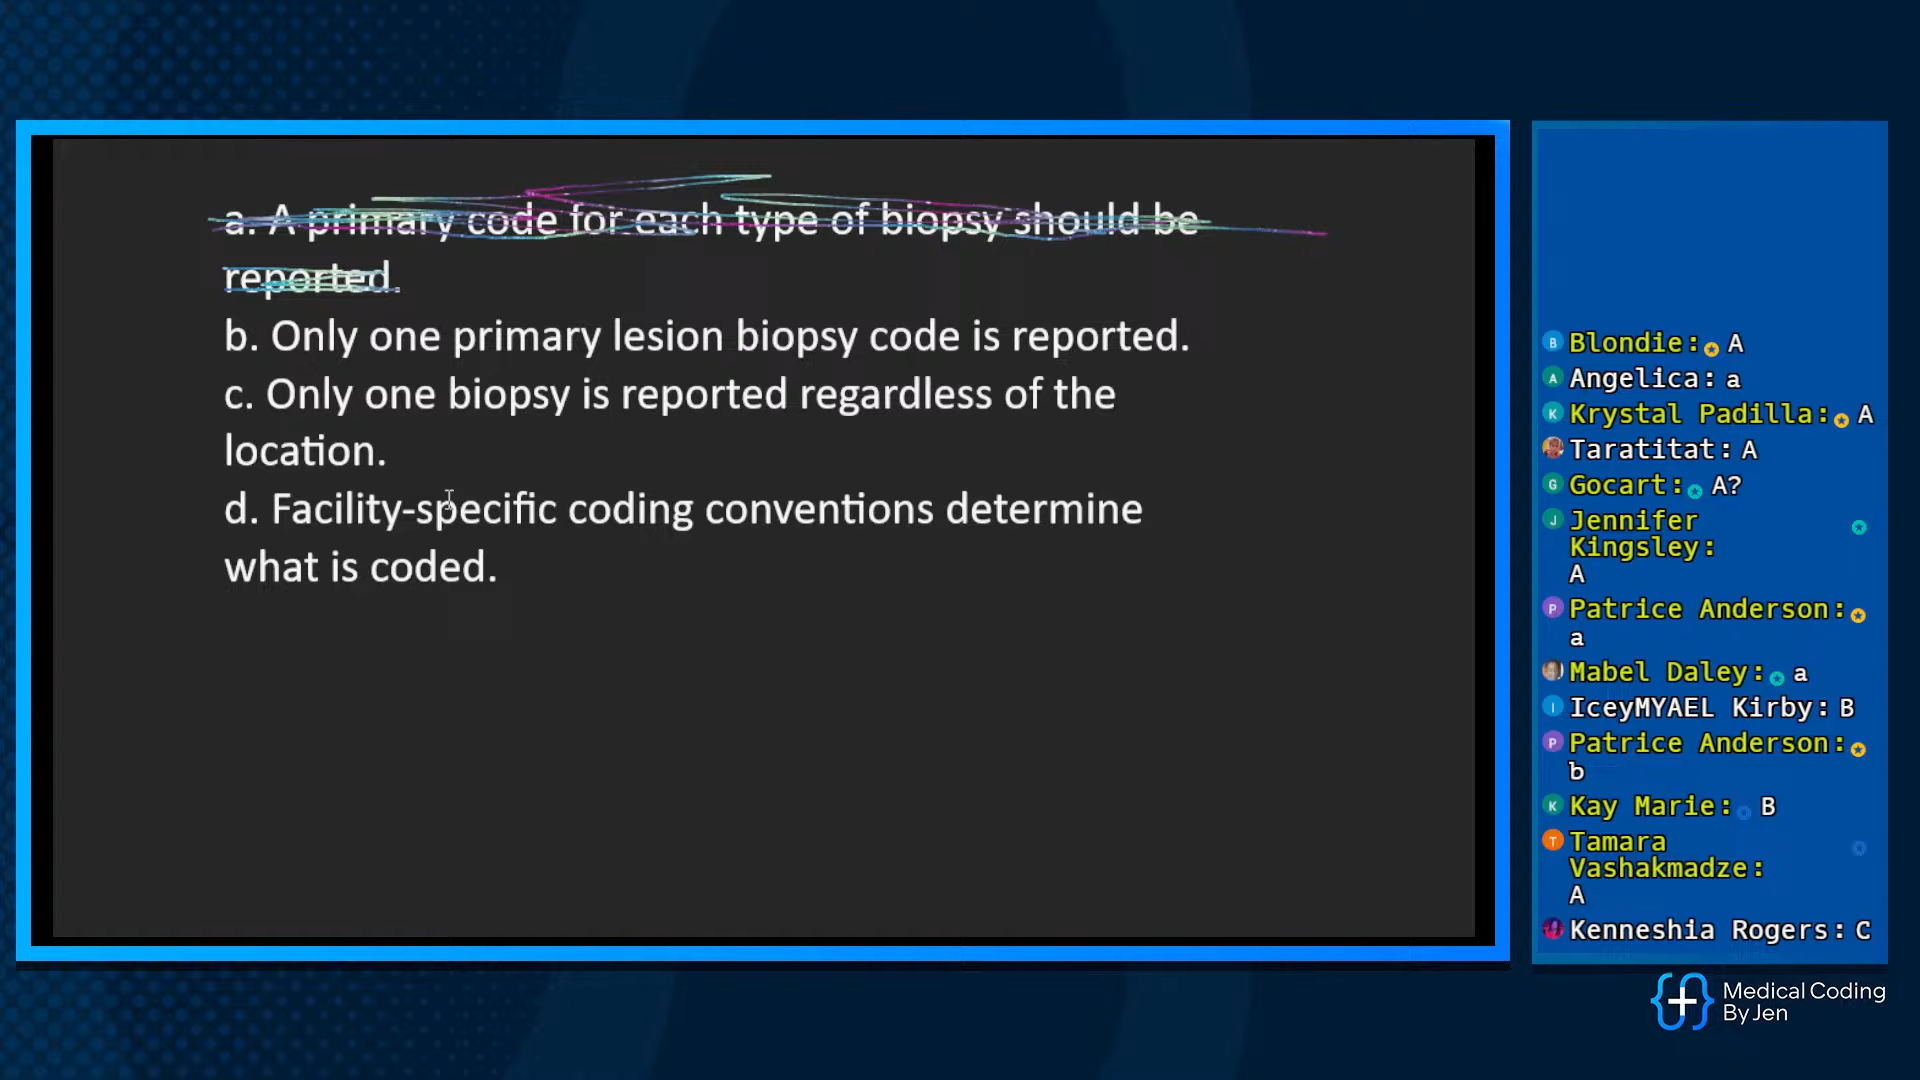 a. A primary code for each type of biopsy should be
reported.
b. Only one primary lesion biopsy code is reported.
c. Only one biopsy is reported regardless of the
location.
d. Facility-specific coding conventions determine
what is coded.
B Blondie: A
A Angelica: a
K Krystal Padilla: A
Taratitat: A
G Gocart: A?
J Jennifer
Kingsley:
A
P Patrice Anderson:
a
Mabel Daley: a
I IceyMYAEL Kirby: B
P Patrice Anderson:
b
K Kay Marie: B
T Tamara
Vashakmadze:
A
Kenneshia Rogers: C
Medical Coding
By Jen